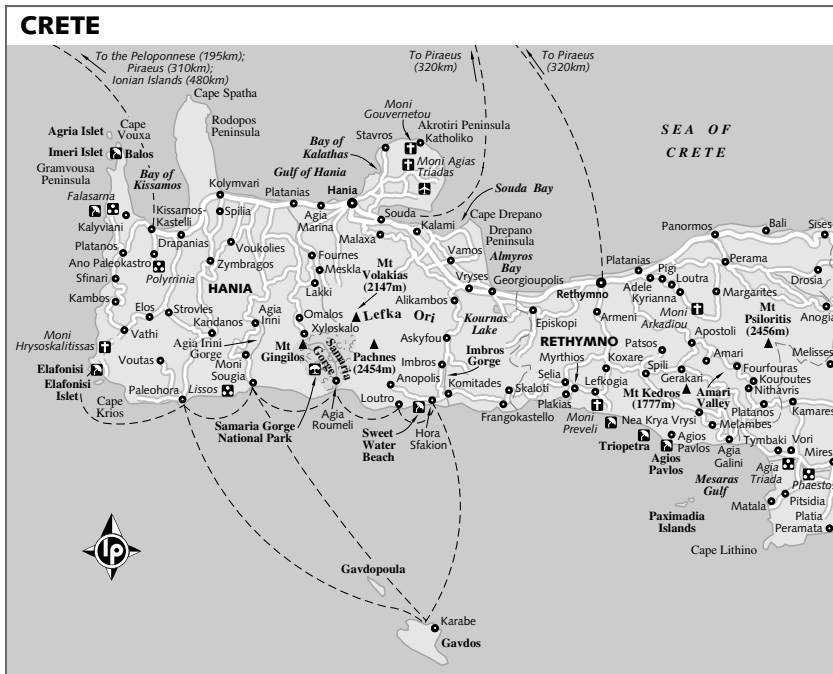 CRETE
To the Peloponnese (195km);
Piraeus (310km);
Ionian Islands (480km)
To Piraeus
(320km)
To Piraeus
(320km)
Cape Spatha
Rodopos
Peninsula
Agria Islet
Cape
Vouxa
Imeri Islet
Balos
Gramvousa
Peninsula
Bay of
Kissamos
Falasarna
Kalyviani
Kissamos-
Kastelli
Kolymvari
Spilia
Platanias
Gulf of Hania
Bay of
Kalathas
Stavros
Moni
Gouvernetou
Akrotiri Peninsula
Katholiko
Moni Agias
Triadas
Hania
Agia
Marina
Souda
Souda Bay
Cape Drepano
Drepano
Peninsula
SEA OF
CRETE
Platanos
Drapanias
Ano Paleokastro
Polyrrinia
Voukolies
Zymbragos
Malaxa
Kalami
Vamos
Almyros
Bay
Georgioupolis
Panormos
Bali
Sises
Sfinari
Kambos
HANIA
Fournes
Meskla
Lakki
Mt
Volakias
(2147m)
Vryses
Alikambos
Platanias
Rethymno
Adele
Pigi
Kyrianna
Loutra
Perama
Margarites
Drosia
Elos
Strovles
Kandanos
Agia
Irini
Omalos
Xyloskalo
Lefka Ori
Kournas
Lake
Episkopi
Armeni
Moni
Arkadiou
Mt
Psiloritis
(2456m)
Anogia
Moni
Hrysoskalitissas
Vathi
Voutas
Agia Irini
Gorge
Mt
Gingilos
Samaria
Gorge
Pachnes
(2454m)
Askyfou
Imbros
Imbros
Gorge
RETHYMNO
Myrthios
Koxare
Patsos
Spili
Apostoli
Amari
Melisses
Elafonisi
Elafonisi
Islet
Cape
Krios
Paleohora
Lissos
Moni
Sougia
Anopolis
Komitades
Skaloti
Selia
Plakias
Lefkogia
Gerakari
Mt Kedros
(1777m)
Amari
Valley
Fourfouras
Kouroutes
Nithavris
Samaria Gorge
National Park
Agia
Roumeli
Loutro
Sweet
Water
Beach
Hora
Sfakion
Frangokastello
Moni
Preveli
Nea Krya Vrysi
Triopetra
Agios
Pavlos
Agios
Pavlos
Platanos
Melambes
Kamares
Agia
Galini
Tymbaki
Vori
Mires
Mesaras
Gulf
Agia
Triada
Phaestos
Pitsidia
Matala
Platia
Peramata
Paximadia
Islands
Cape Lithino
Gavdopoula
Karabe
Gavdos
lp